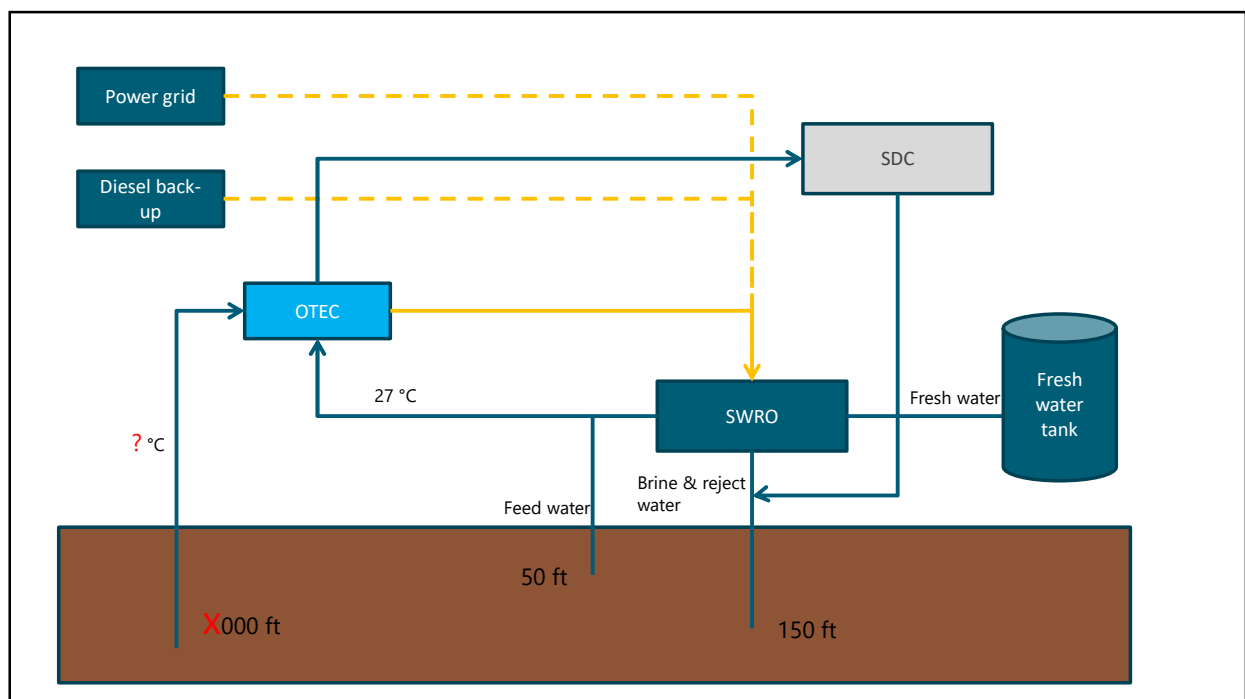 Power grid
SDC
Diesel back-
up
OTEC
27 °C
SWRO
Fresh water
Fresh
water
tank
? °C
Brine & reject
water
Feed water
50 ft
X000 ft
150 ft